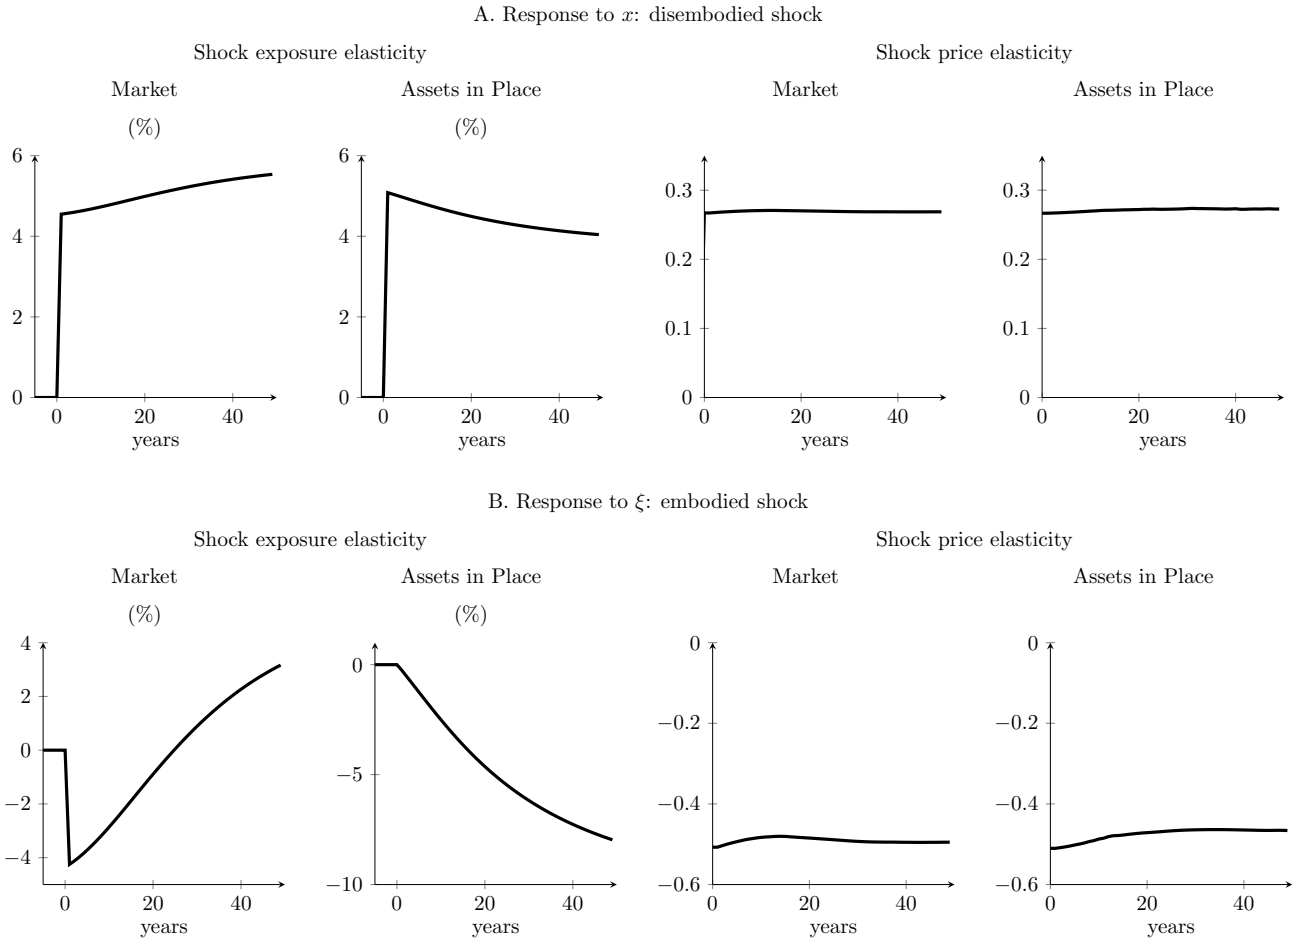 A. Response to x: disembodied shock
Shock exposure elasticity Shock price elasticity
Market Assets in Place Market Assets in Place
(%) (%)
6 6
4 4 0.3 0.3
2 2 0.2 0.2
0.1 0.1
0 0 0 0
0 20 40 0 20 40 0 20 40 0 20 40
years years years years
B. Response to ξ: embodied shock
Shock exposure elasticity Shock price elasticity
Market Assets in Place Market Assets in Place
(%) (%)
4 0 0 0
2 −5 −0.2 −0.2
0 −10 −0.4 −0.4
−2 −0.6 −0.6
−4
0 20 40 0 20 40 0 20 40 0 20 40
years years years years